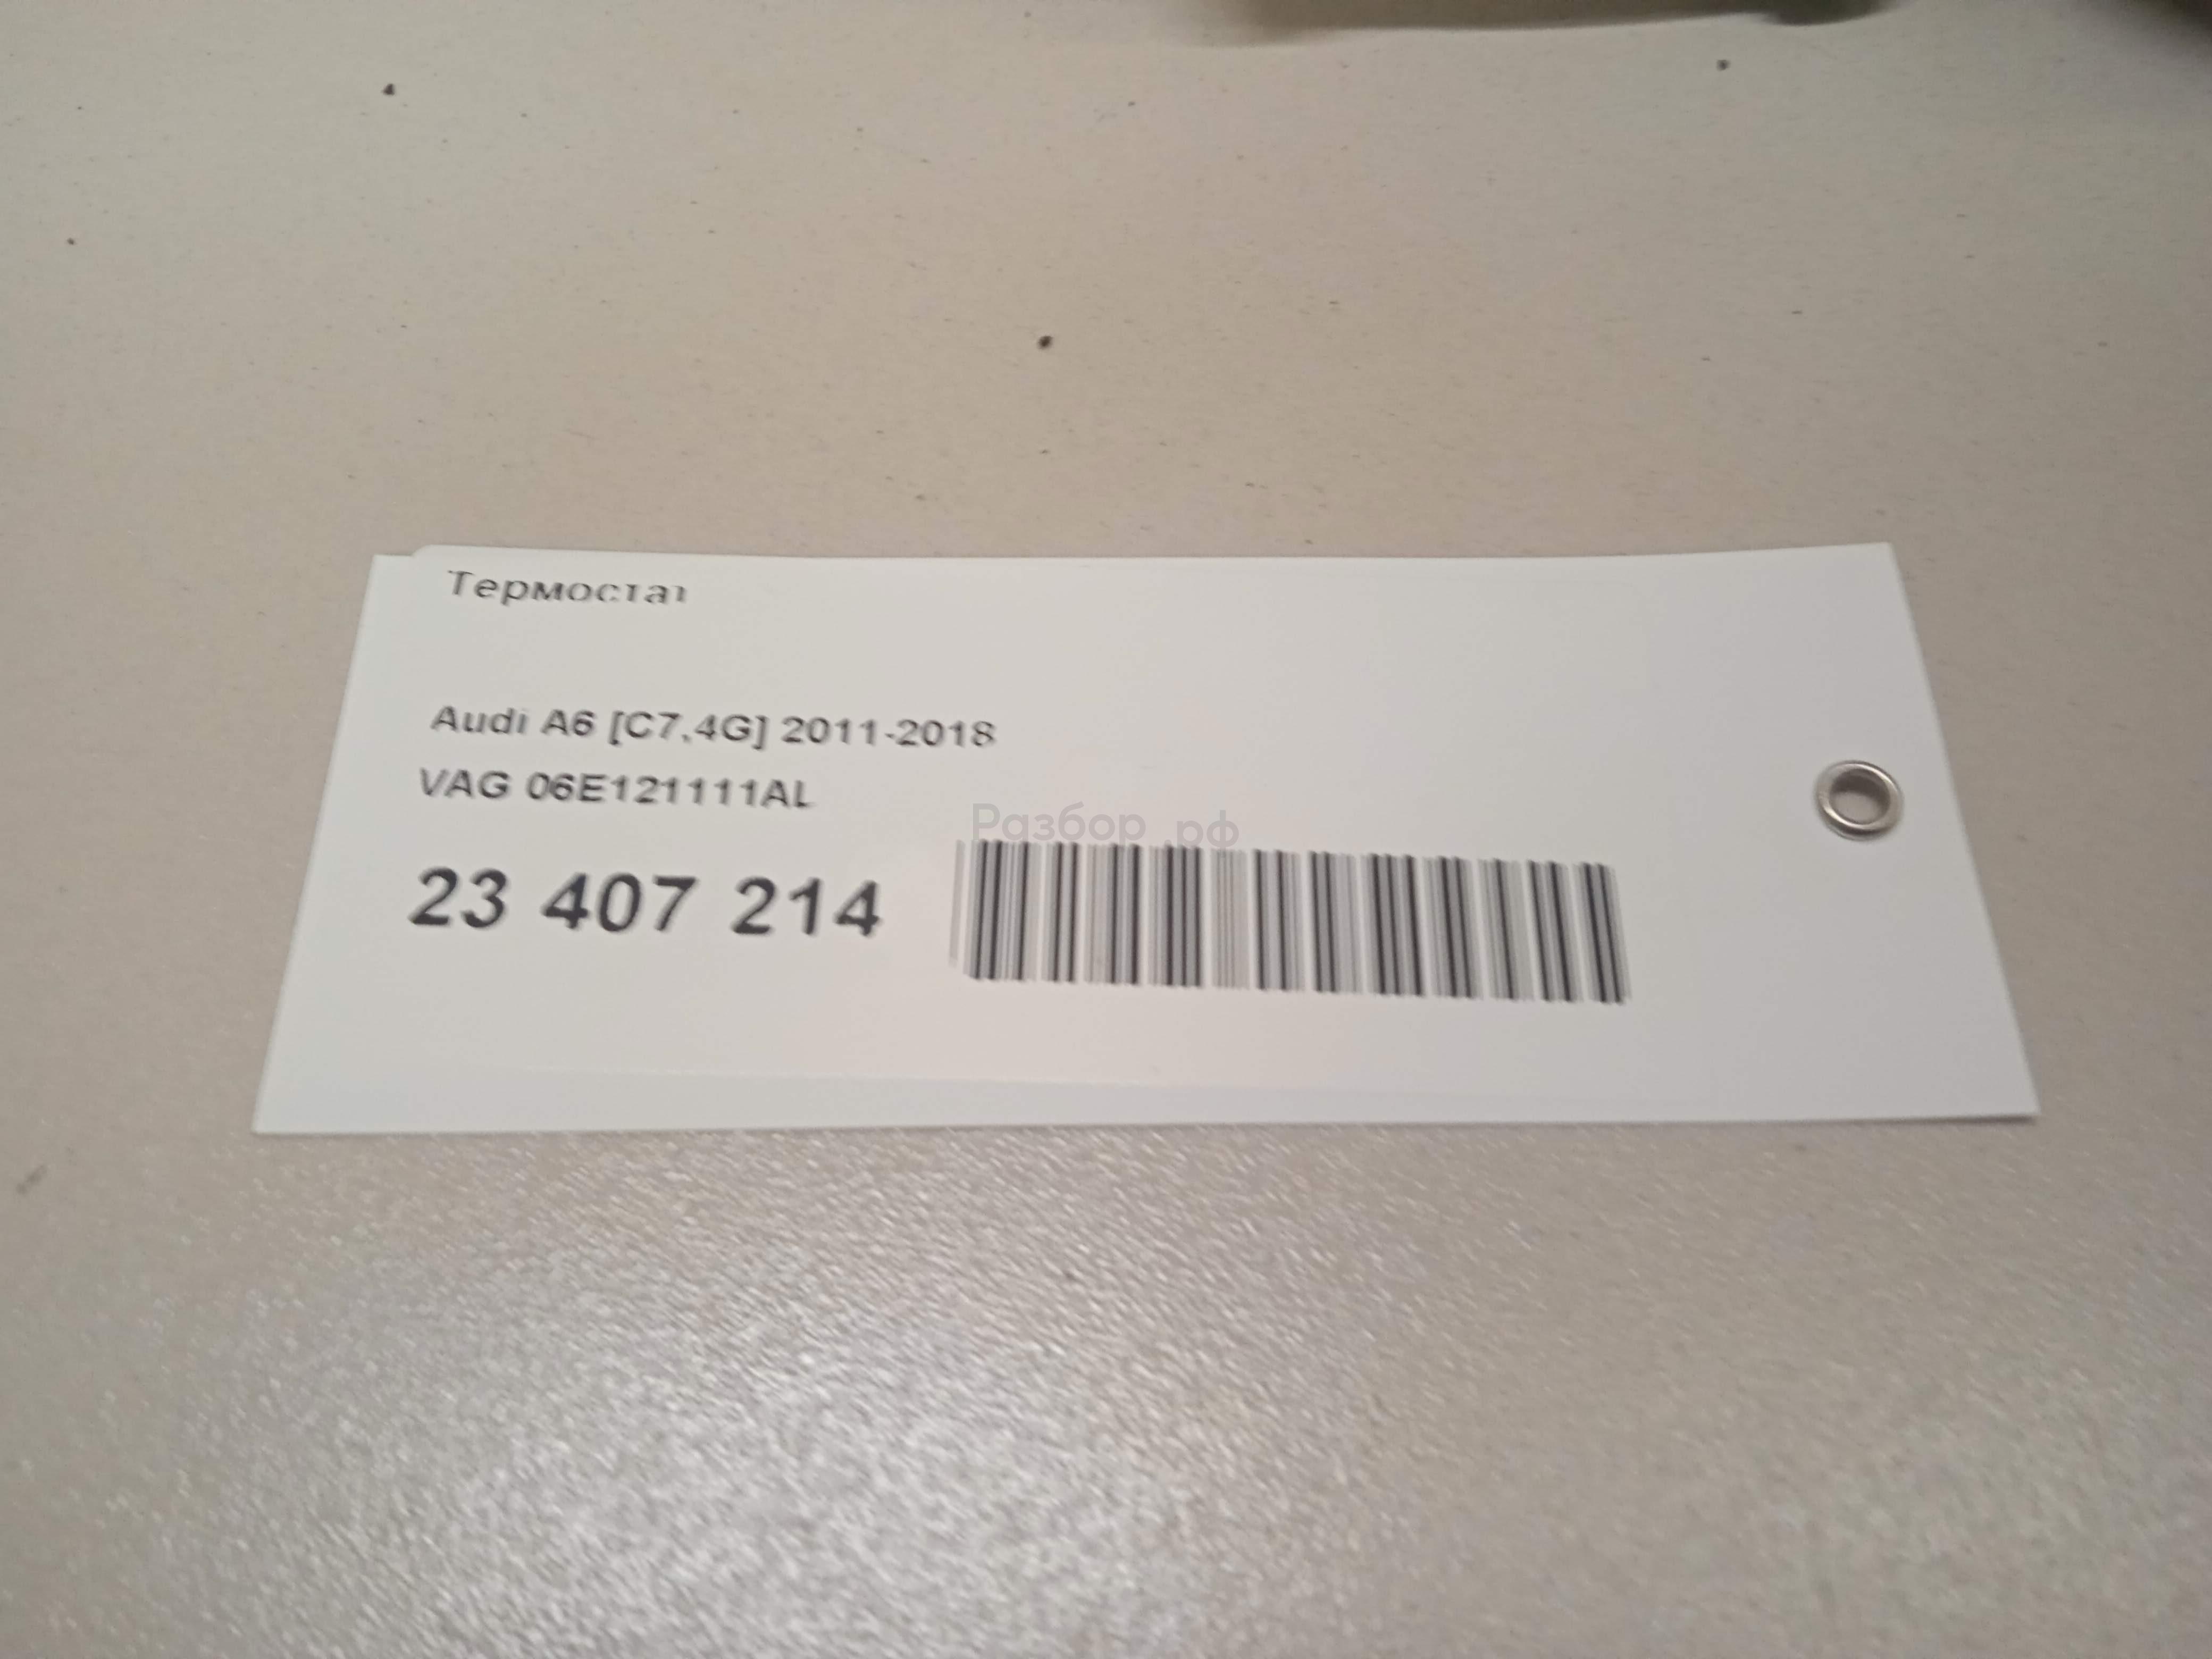 Термостат
Audi A6 [C7,4G] 2011-2018
VAG 06E121111AL
23 407 214
Разбор.рф